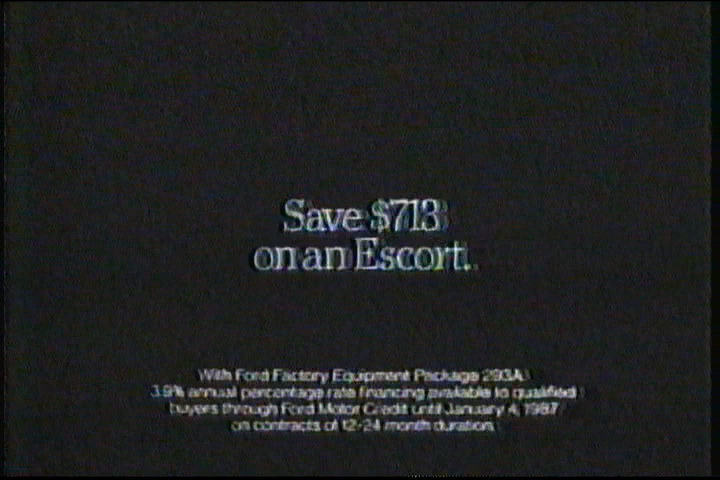 Save $713
on an Escort.
With Ford Factory Equipment Package 293A.
3.9% annual percentage rate financing available to qualified
buyers through Ford Motor Credit until January 4, 1987
on contracts of 12-24 month duration.